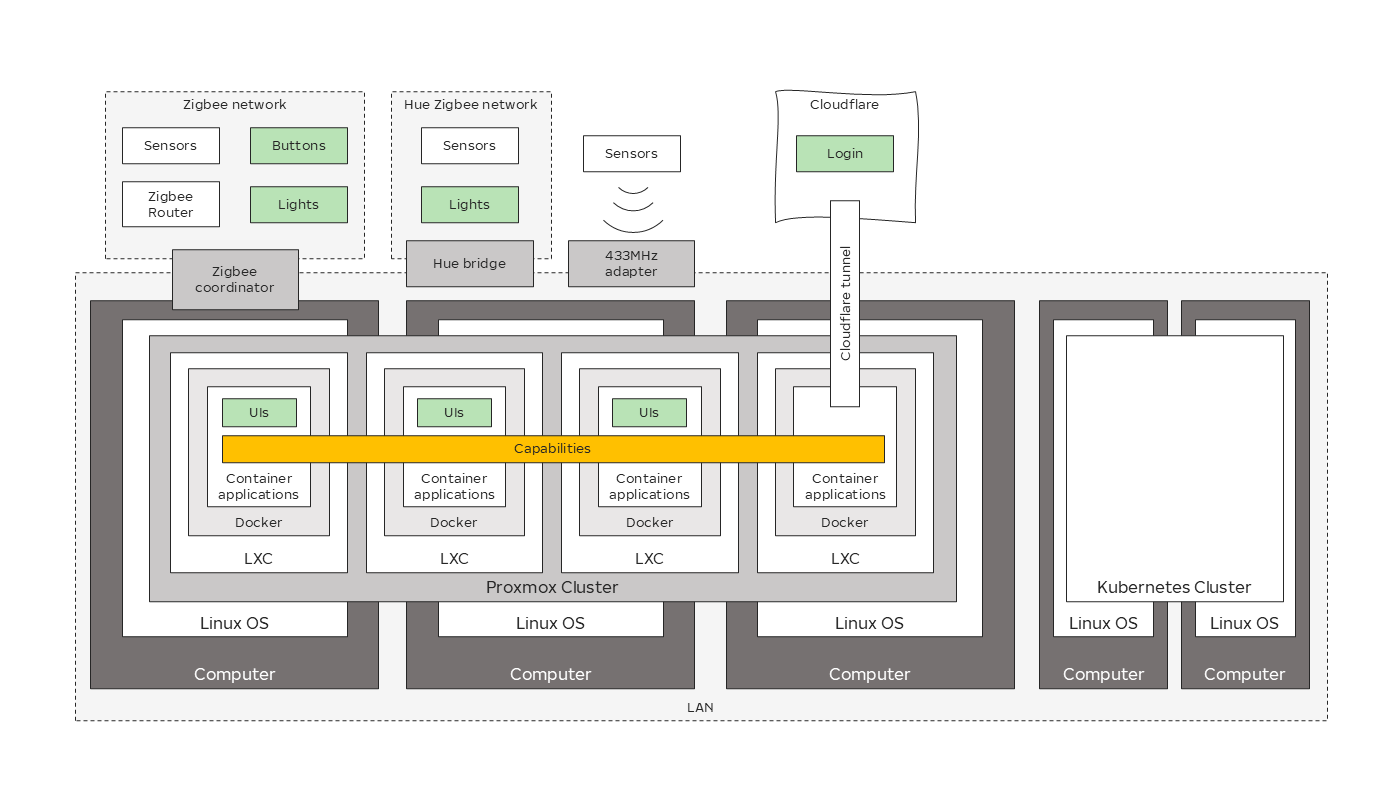 Zigbee network
Sensors
Buttons
Zigbee
Router
Lights
Zigbee
coordinator
Hue Zigbee network
Sensors
Lights
Hue bridge
Sensors
433MHz
adapter
Cloudflare
Login
Cloudflare tunnel
UIs
UIs
UIs
Capabilities
Container
applications
Container
applications
Container
applications
Container
applications
Docker
Docker
Docker
Docker
LXC
LXC
LXC
LXC
Proxmox Cluster
Kubernetes Cluster
Linux OS
Linux OS
Linux OS
Linux OS
Linux OS
Computer
Computer
Computer
Computer
Computer
LAN